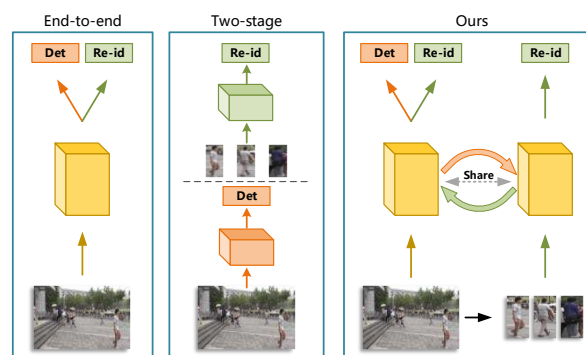 End-to-end
Two-stage
Ours
Det
Re-id
Re-id
Det
Re-id
Re-id
Share
Det